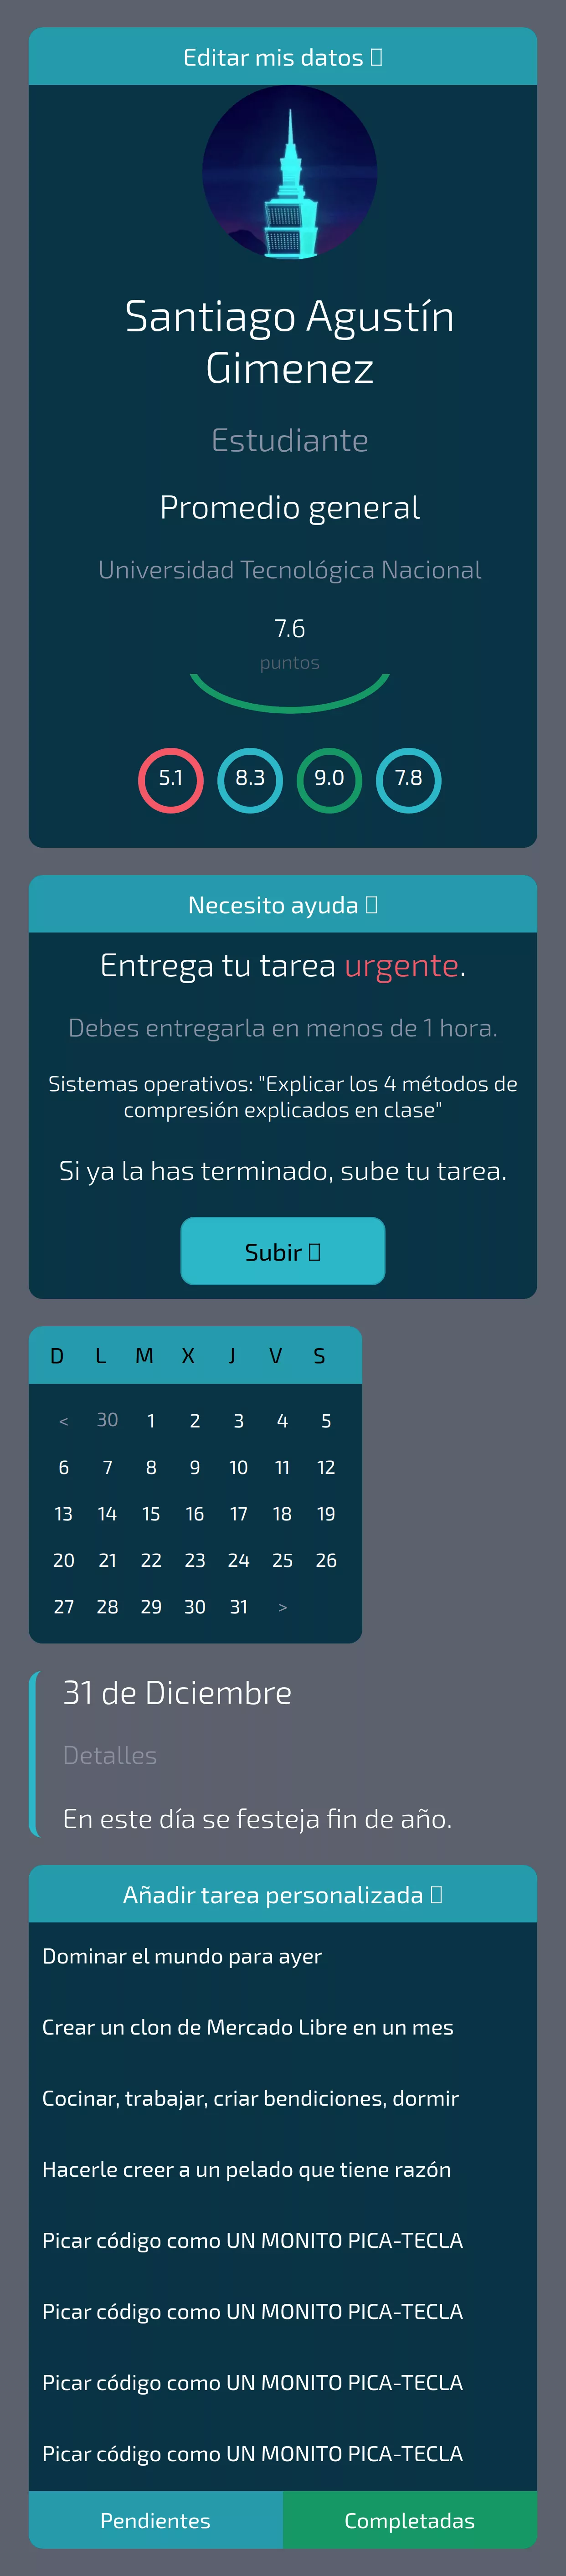 Editar mis datos
Santiago Agustín
Gimenez
Estudiante
Promedio general
Universidad Tecnológica Nacional
7.6
puntos
5.1 8.3 9.0 7.8
Necesito ayuda
Entrega tu tarea urgente.
Debes entregarla en menos de 1 hora.
Sistemas operativos: "Explicar los 4 métodos de
compresión explicados en clase"
Si ya la has terminado, sube tu tarea.
Subir
D L M X J V S
< 30 1 2 3 4 5
6 7 8 9 10 11 12
13 14 15 16 17 18 19
20 21 22 23 24 25 26
27 28 29 30 31 >
31 de Diciembre
Detalles
En este día se festeja fin de año.
Añadir tarea personalizada
Dominar el mundo para ayer
Crear un clon de Mercado Libre en un mes
Cocinar, trabajar, criar bendiciones, dormir
Hacerle creer a un pelado que tiene razón
Picar código como UN MONITO PICA-TECLA
Picar código como UN MONITO PICA-TECLA
Picar código como UN MONITO PICA-TECLA
Picar código como UN MONITO PICA-TECLA
Pendientes Completadas